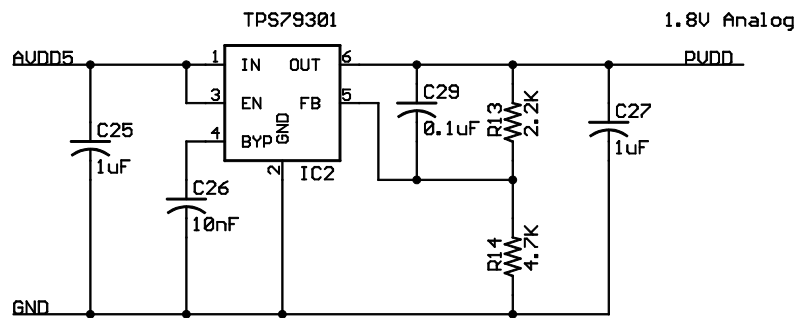 TPS79301
1.8V Analog
AVDD5
1
IN
OUT
6
PVDD
3
EN
FB
5
C29
0.1uF
R13
2.2K
C27
1uF
C25
1uF
4
BYP
GND
2
IC2
C26
10nF
R14
4.7K
GND